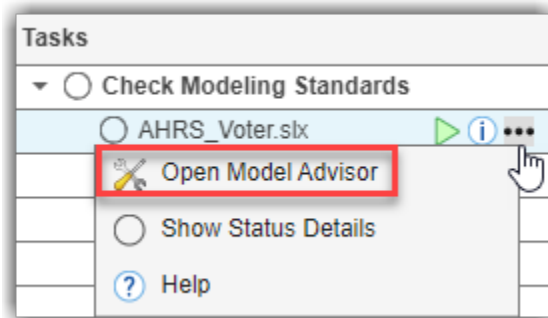 Tasks
Check Modeling Standards
AHRS_Voter.slx
Open Model Advisor
Show Status Details
Help